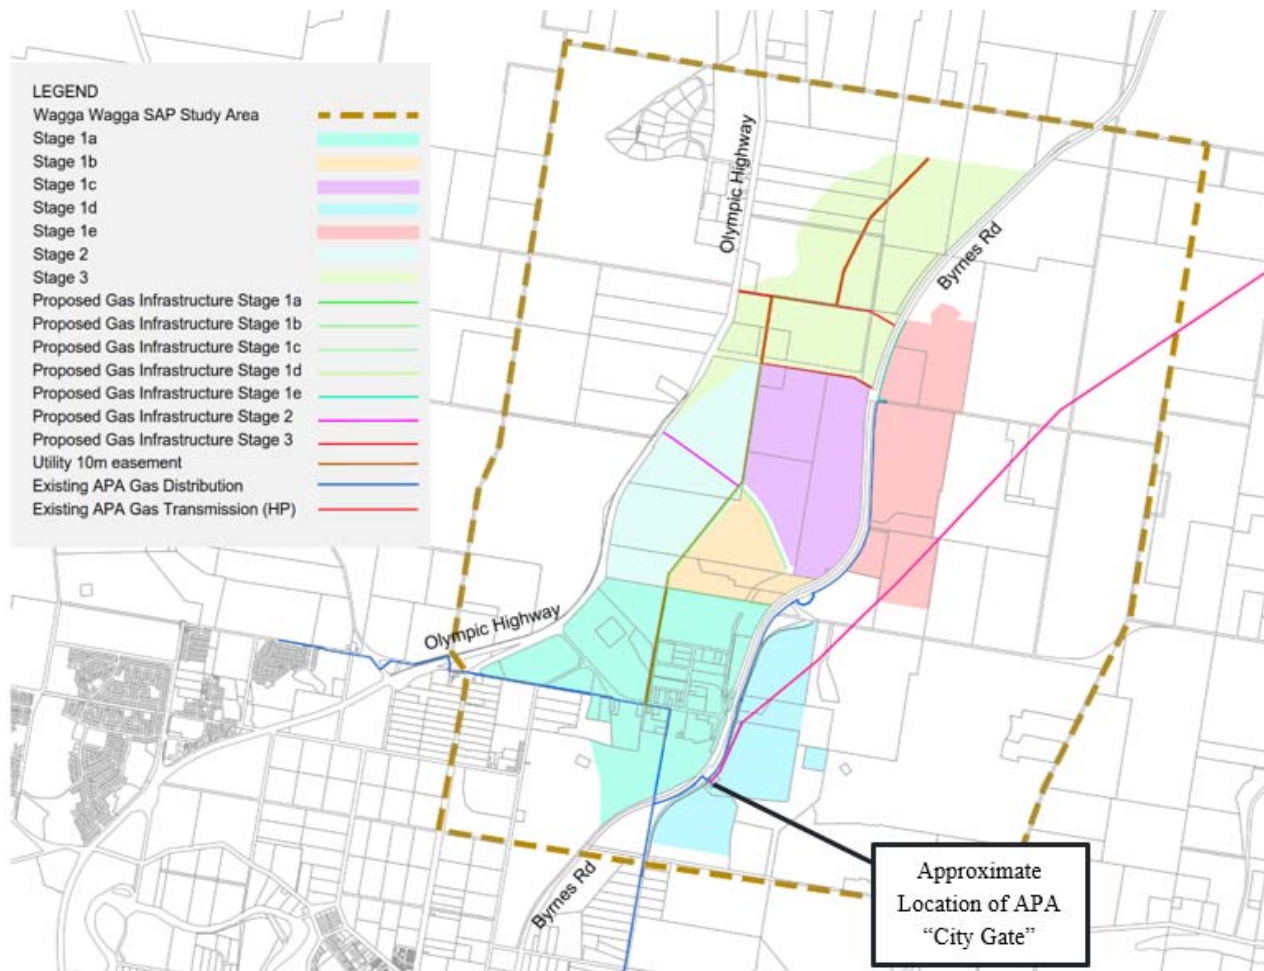 LEGEND
Wagga Wagga SAP Study Area
Stage 1a
Stage 1b
Stage 1c
Stage 1d
Stage 1e
Stage 2
Stage 3
Proposed Gas Infrastructure Stage 1a
Proposed Gas Infrastructure Stage 1b
Proposed Gas Infrastructure Stage 1c
Proposed Gas Infrastructure Stage 1d
Proposed Gas Infrastructure Stage 1e
Proposed Gas Infrastructure Stage 2
Proposed Gas Infrastructure Stage 3
Utility 10m easement
Existing APA Gas Distribution
Existing APA Gas Transmission (HP)
Olympic Highway
Byrnes Rd
Olympic Highway
Byrnes Rd
Approximate
Location of APA
“City Gate”